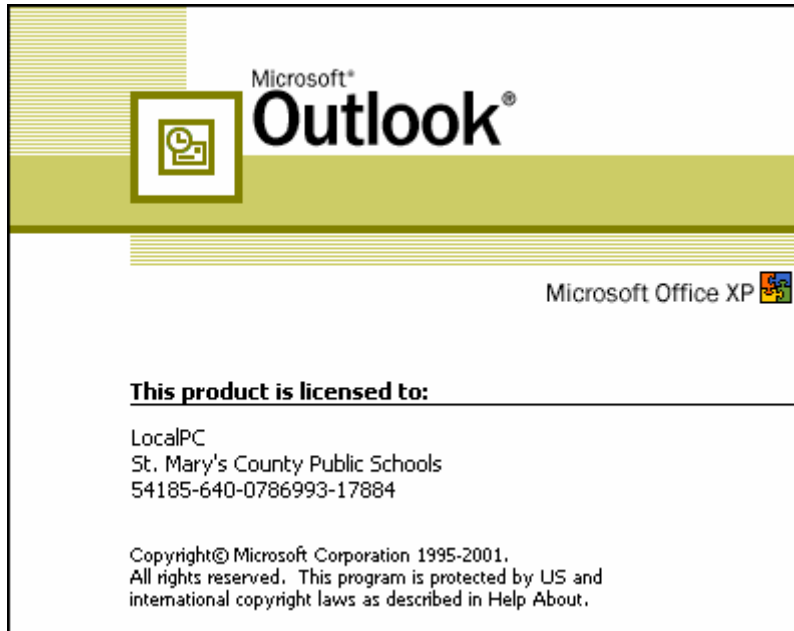 Microsoft®
Outlook®
Microsoft Office XP
This product is licensed to:
LocalPC
St. Mary's County Public Schools
54185-640-0786993-17884
Copyright© Microsoft Corporation 1995-2001.
All rights reserved.  This program is protected by US and
international copyright laws as described in Help About.